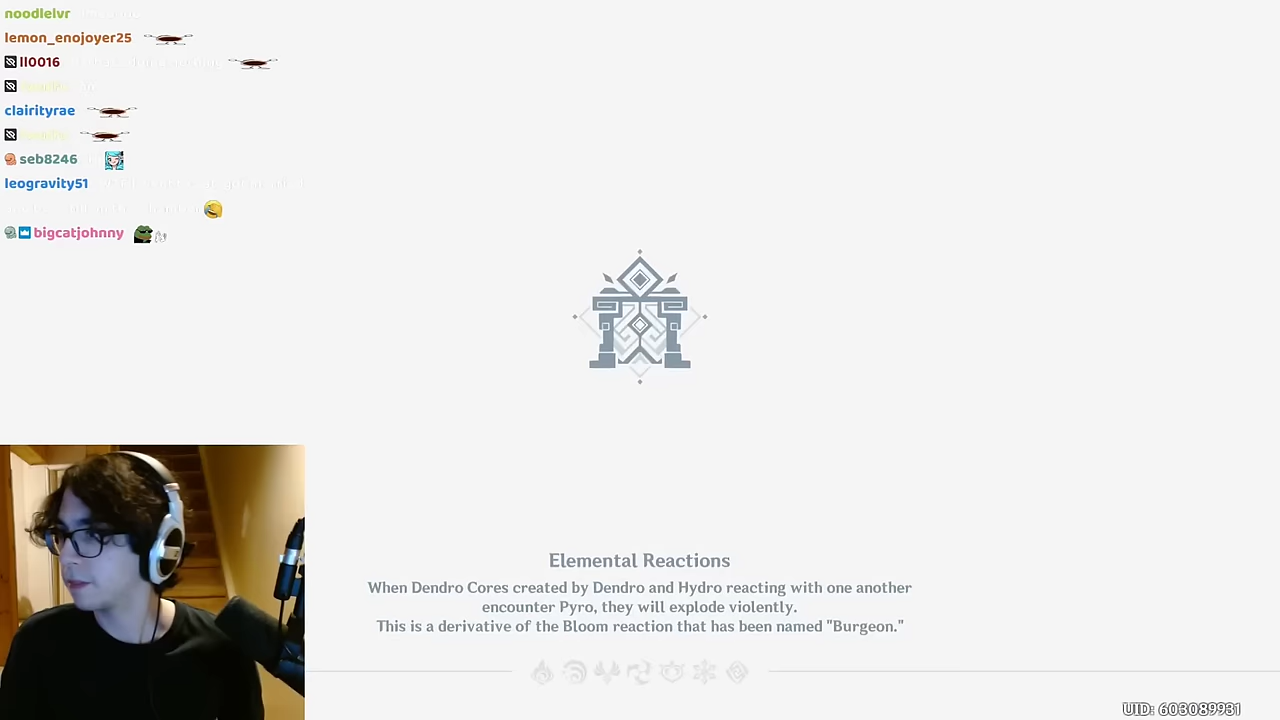 noodlelvr
lemon_enojoyer25
ll0016
clairityrae
seb8246
leogravity51
bigcatjohnny
Elemental Reactions
When Dendro Cores created by Dendro and Hydro reacting with one another
encounter Pyro, they will explode violently.
This is a derivative of the Bloom reaction that has been named "Burgeon."
UID: 603089931